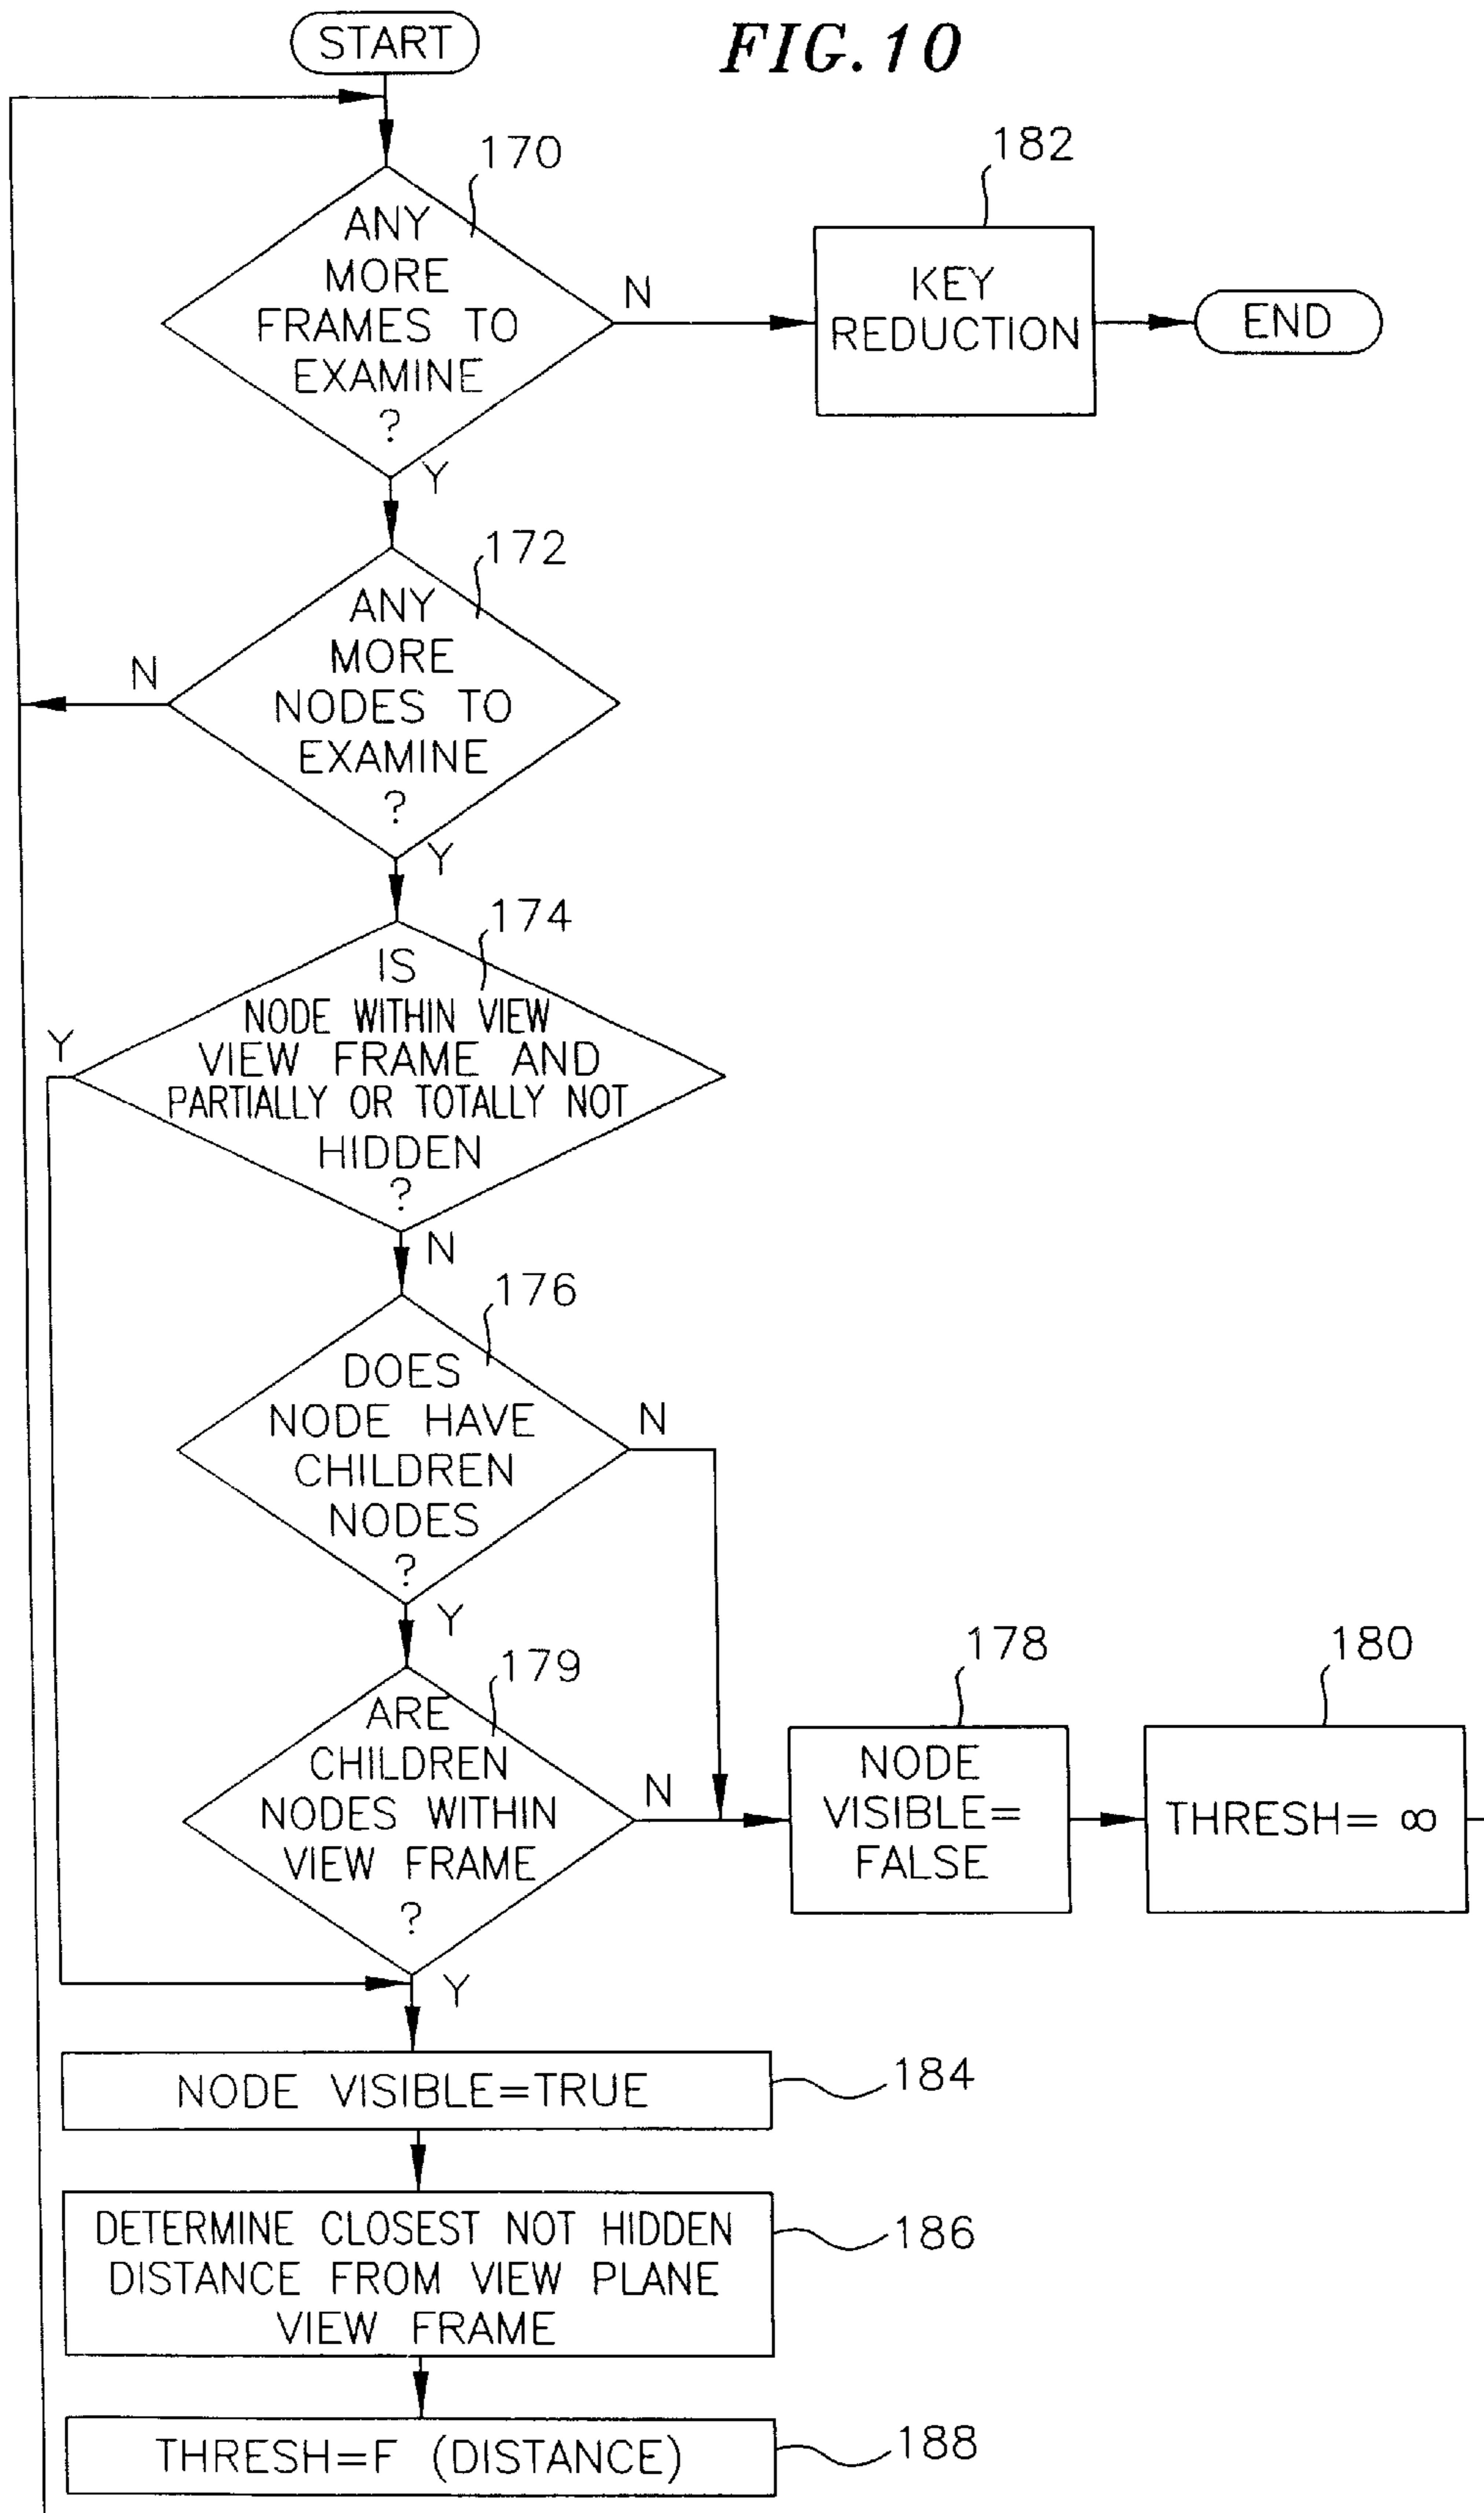 START
FIG.10
170
182
ANY
MORE
FRAMES TO
EXAMINE
?
N
KEY
REDUCTION
END
Y
172
ANY
MORE
NODES TO
EXAMINE
?
N
Y
174
IS
NODE WITHIN VIEW
VIEW FRAME AND
PARTIALLY OR TOTALLY NOT
HIDDEN
?
Y
N
176
DOES
NODE HAVE
CHILDREN
NODES
?
N
Y
179
ARE
CHILDREN
NODES WITHIN
VIEW FRAME
?
N
178
NODE
VISIBLE=
FALSE
180
THRESH= ∞
Y
NODE VISIBLE=TRUE
184
DETERMINE CLOSEST NOT HIDDEN
DISTANCE FROM VIEW PLANE
VIEW FRAME
186
THRESH=F (DISTANCE)
188